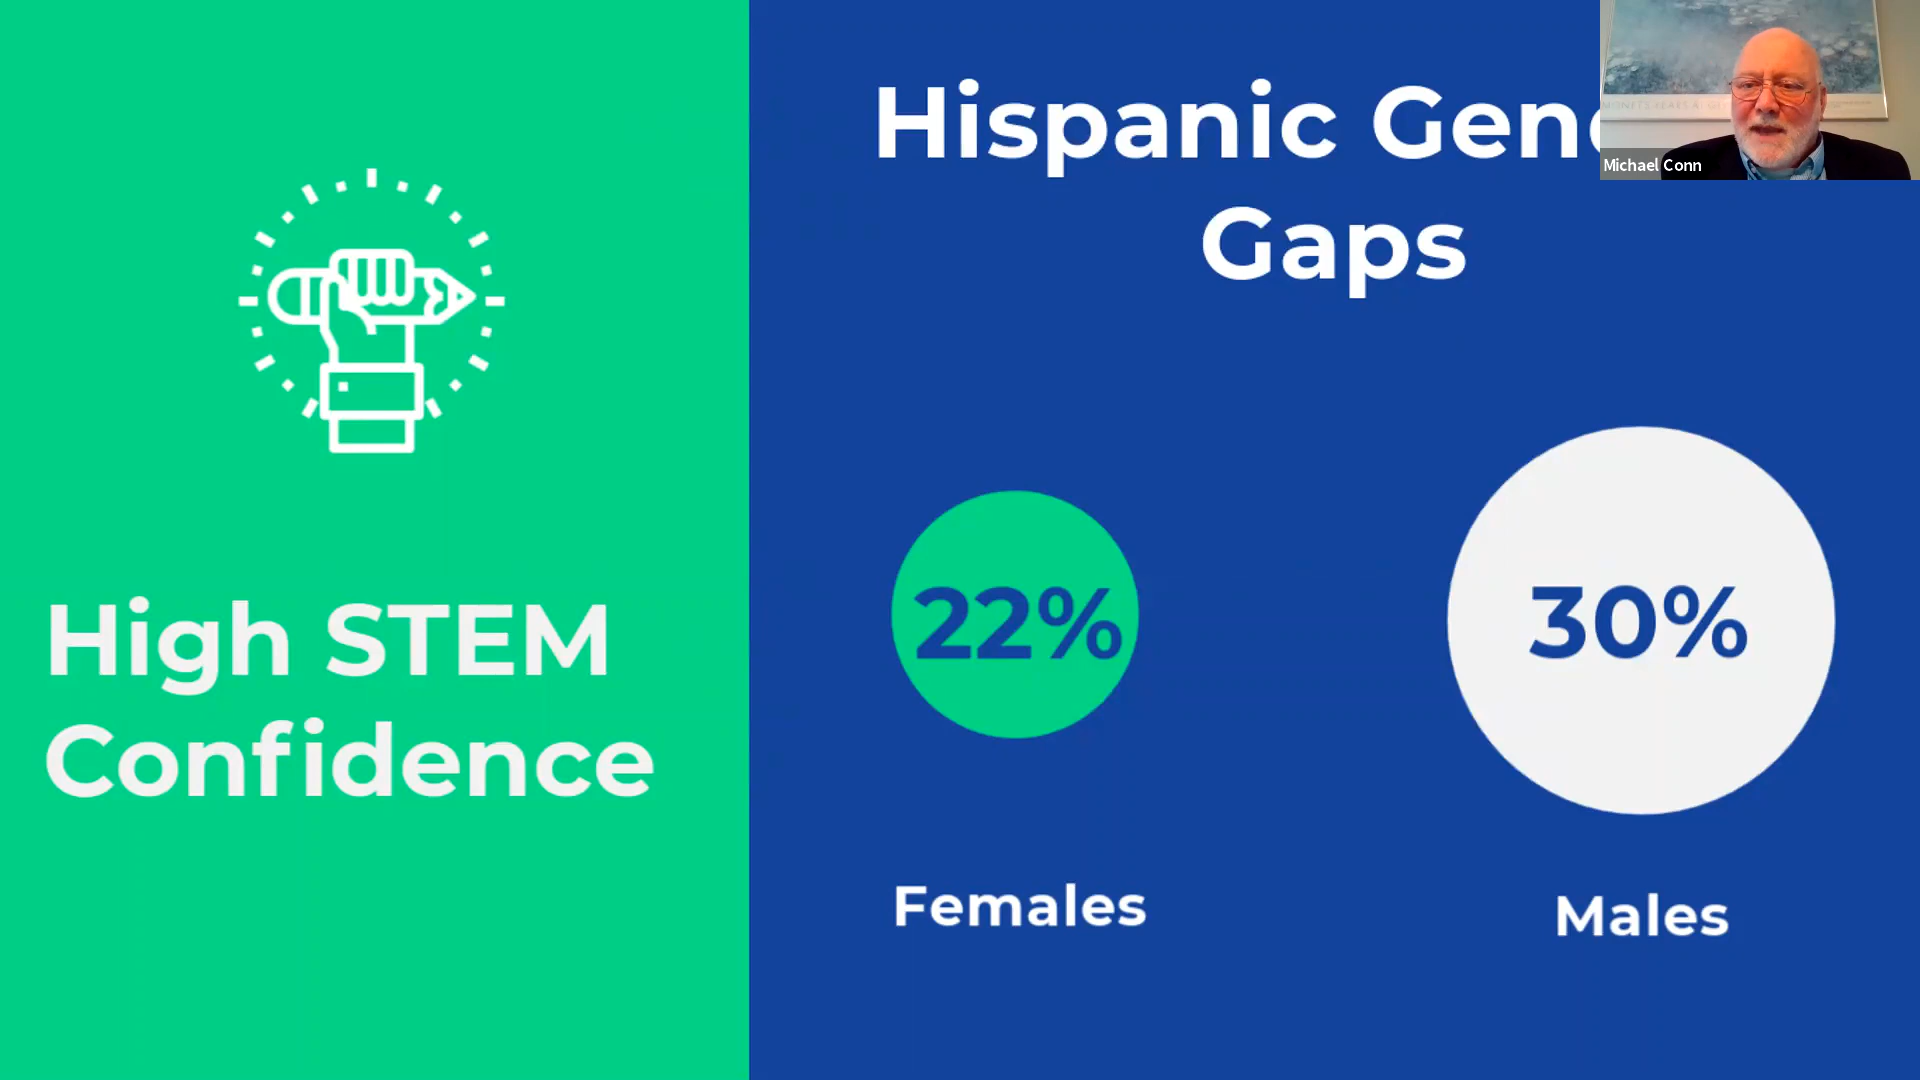 Hispanic Gen
Gaps
Michael Conn
High STEM
Confidence
22%
30%
Females
Males